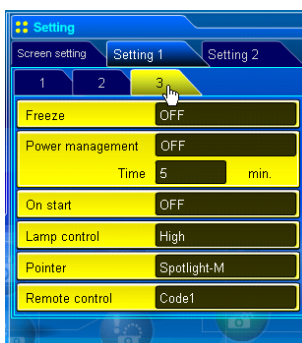 Setting
Screen setting Setting 1 Setting 2
1 2 3
Freeze OFF
Power management OFF
Time 5 min.
On start OFF
Lamp control High
Pointer Spotlight-M
Remote control Code1